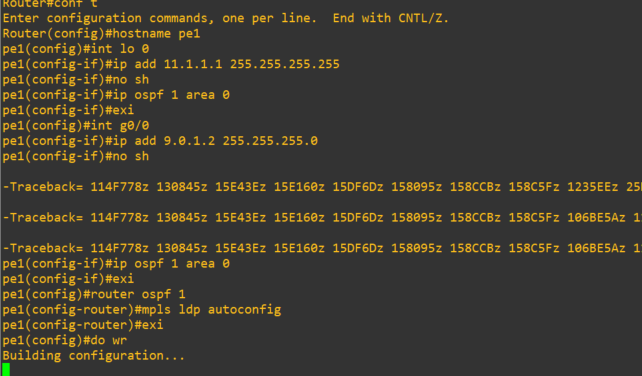 Router#conf t
Enter configuration commands, one per line.  End with CNTL/Z.
Router(config)#hostname pe1
pe1(config)#int lo 0
pe1(config-if)#ip add 11.1.1.1 255.255.255.255
pe1(config-if)#no sh
pe1(config-if)#ip ospf 1 area 0
pe1(config-if)#exi
pe1(config)#int g0/0
pe1(config-if)#ip add 9.0.1.2 255.255.255.0
pe1(config-if)#no sh
-Traceback= 114F778z 130845z 15E43Ez 15E160z 15DF6Dz 158095z 158CCBz 158C5Fz 1235EEz
-Traceback= 114F778z 130845z 15E43Ez 15E160z 15DF6Dz 158095z 158CCBz 158C5Fz 106BE5Az
-Traceback= 114F778z 130845z 15E43Ez 15E160z 15DF6Dz 158095z 158CCBz 158C5Fz 106BE5Az
pe1(config-if)#ip ospf 1 area 0
pe1(config-if)#exi
pe1(config)#router ospf 1
pe1(config-router)#mpls ldp autoconfig
pe1(config-router)#exi
pe1(config)#do wr
Building configuration...